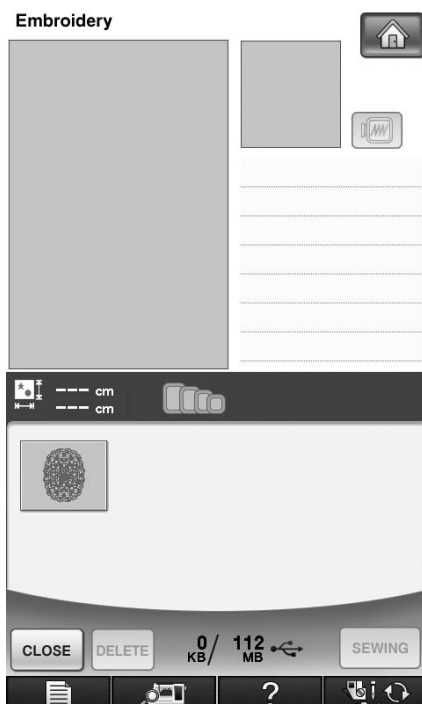 Embroidery
--- cm
--- cm
CLOSE
DELETE
0 KB/
112 MB
SEWING
?
i